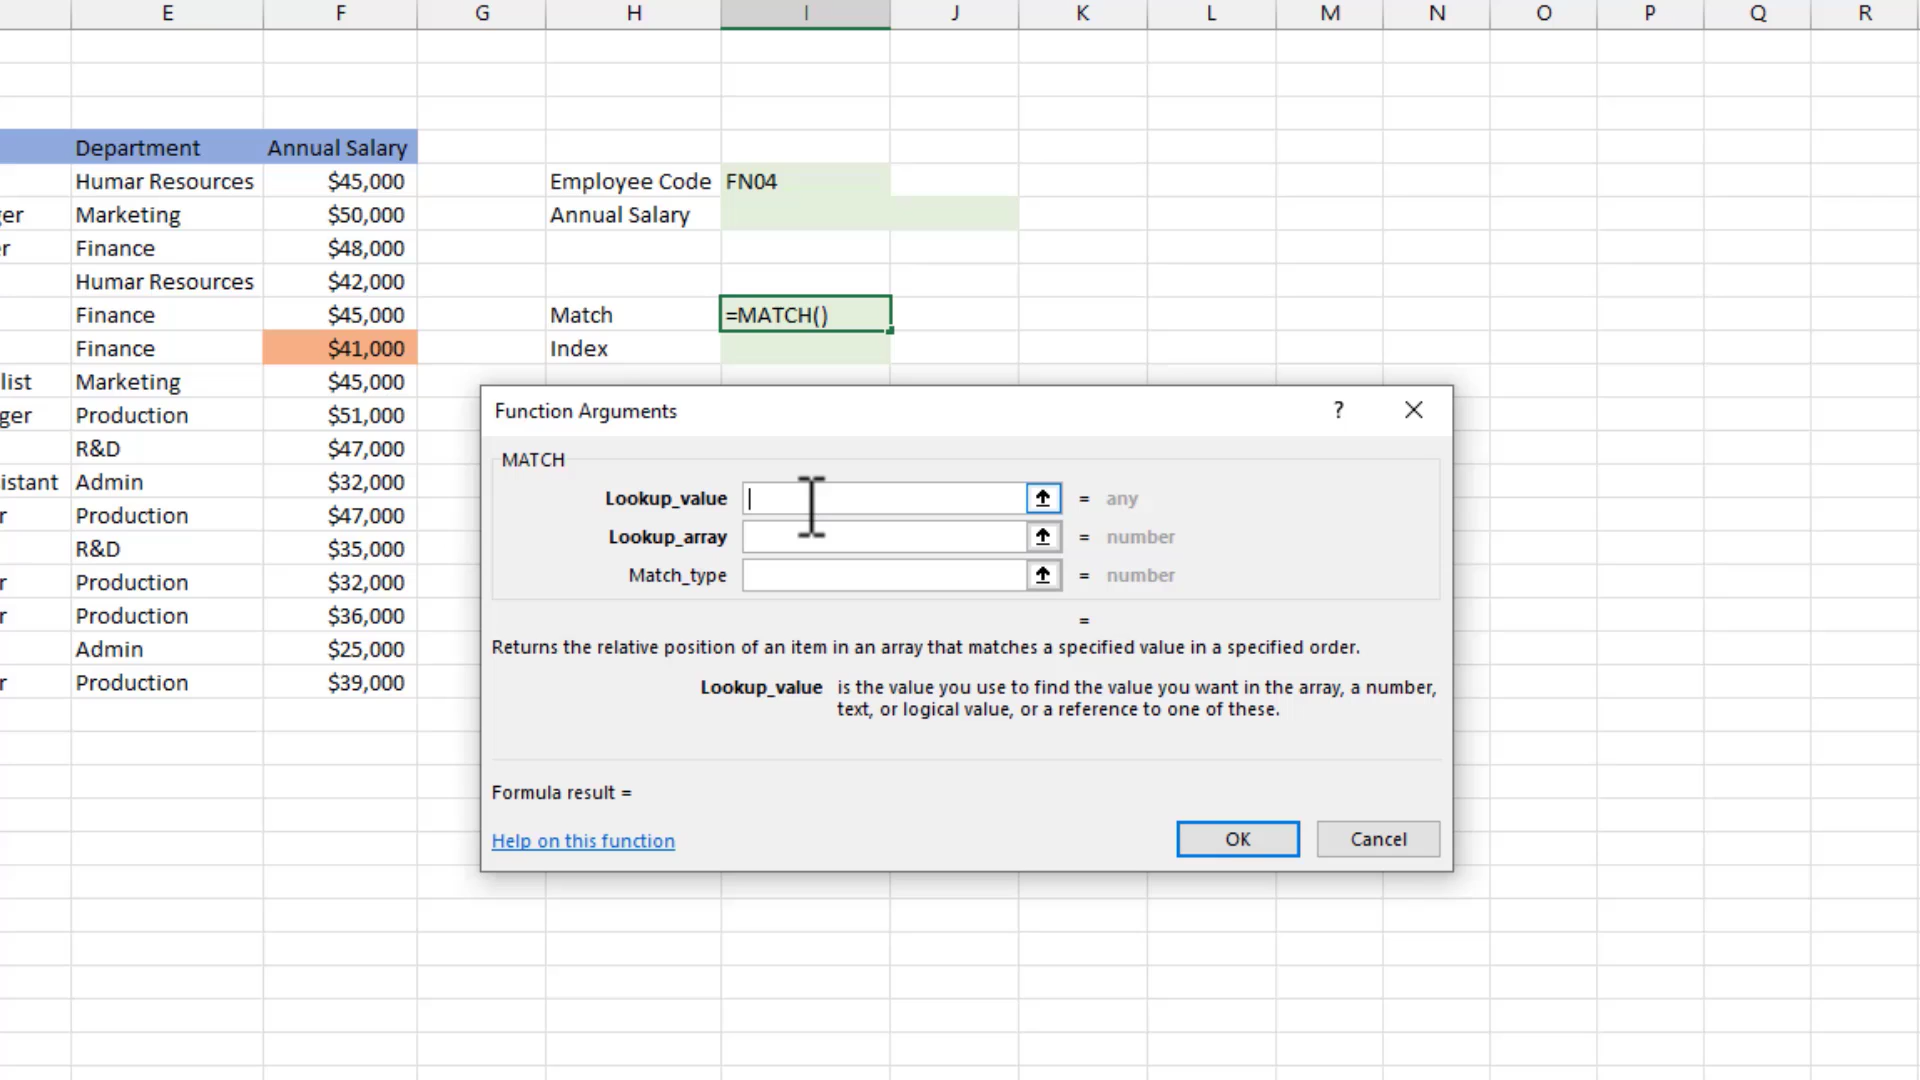 E F G H I J K L M N O P Q R
Department Annual Salary
Humar Resources $45,000 Employee Code FN04
ger Marketing $50,000 Annual Salary
r Finance $48,000
Humar Resources $42,000
Finance $45,000 Match =MATCH()
Finance $41,000 Index
list Marketing $45,000
ger Production $51,000
R&D $47,000
istant Admin $32,000
r Production $47,000
R&D $35,000
r Production $32,000
r Production $36,000
Admin $25,000
r Production $39,000
Function Arguments ? 
MATCH
Lookup_value = any
Lookup_array = number
Match_type = number
=
Returns the relative position of an item in an array that matches a specified value in a specified order.
Lookup_value is the value you use to find the value you want in the array, a number,
text, or logical value, or a reference to one of these.
Formula result =
Help on this function OK Cancel